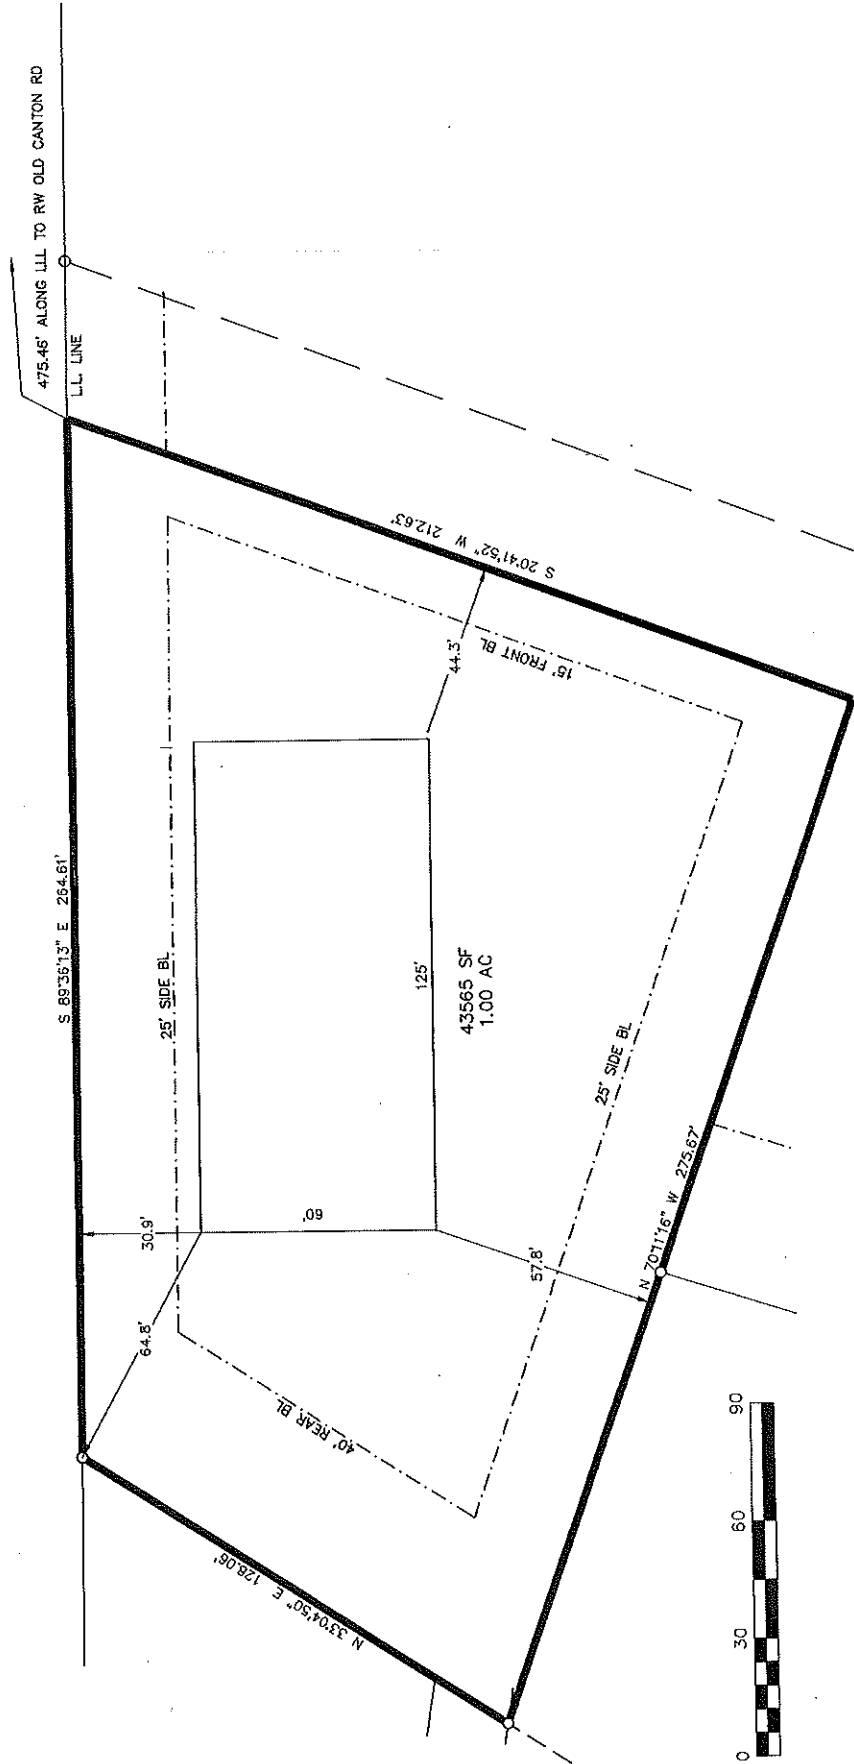 475.46' ALONG LLL TO RW OLD CANTON RD
L.L. LINE
S 89°36'13" E 264.61'
S 20°41'52" W 212.63'
15' FRONT BL
44.3'
25' SIDE BL
125'
43565 SF
1.00 AC
60'
30.9'
64.8'
57.8'
25' SIDE BL
N 70°11'16" W 275.67'
40' REAR BL
N 33°04'50" E 128.06'
0 30 60 90